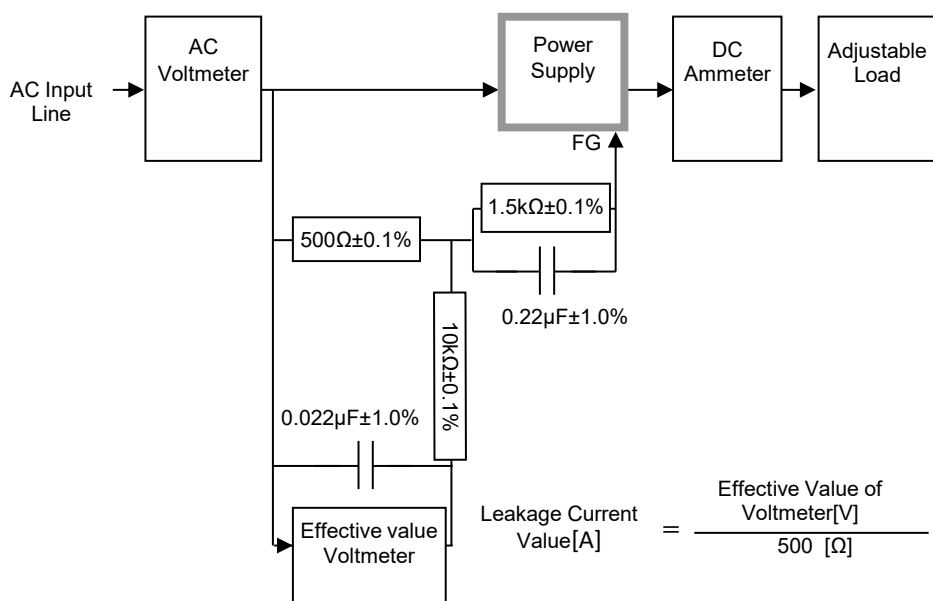 AC
Voltmeter
Power
Supply
DC
Ammeter
Adjustable
Load
AC Input
Line
FG
1.5kΩ±0.1%
500Ω±0.1%
0.22µF±1.0%
10kΩ±0.1%
0.022µF±1.0%
Effective value
Voltmeter
Leakage Current
Value[A]
=
Effective Value of
Voltmeter[V]
500 [Ω]